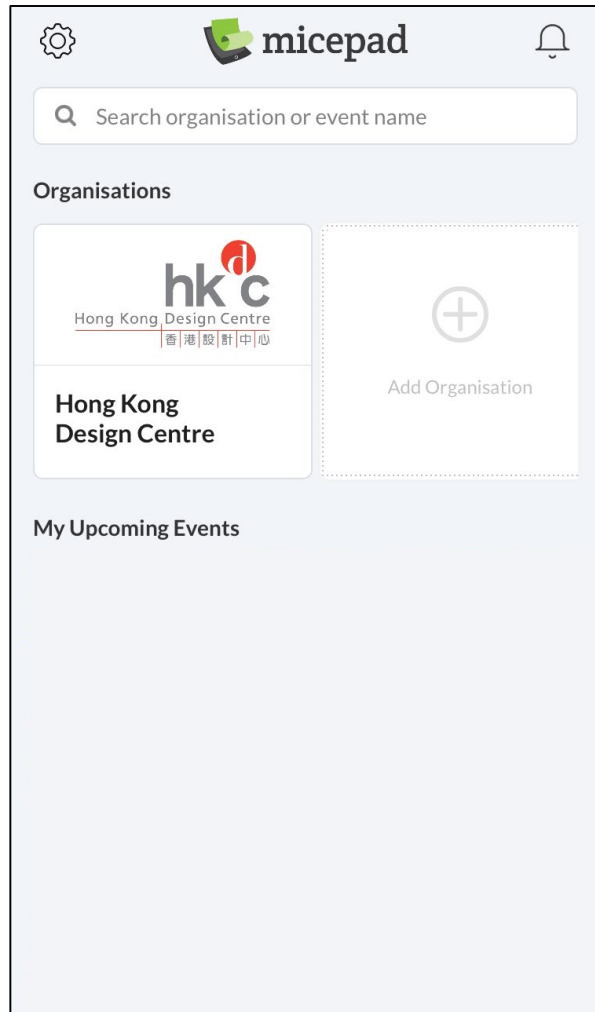 micepad
Search organisation or event name
Organisations
hkdc
Hong Kong Design Centre
香港設計中心
Add Organisation
Hong Kong
Design Centre
My Upcoming Events